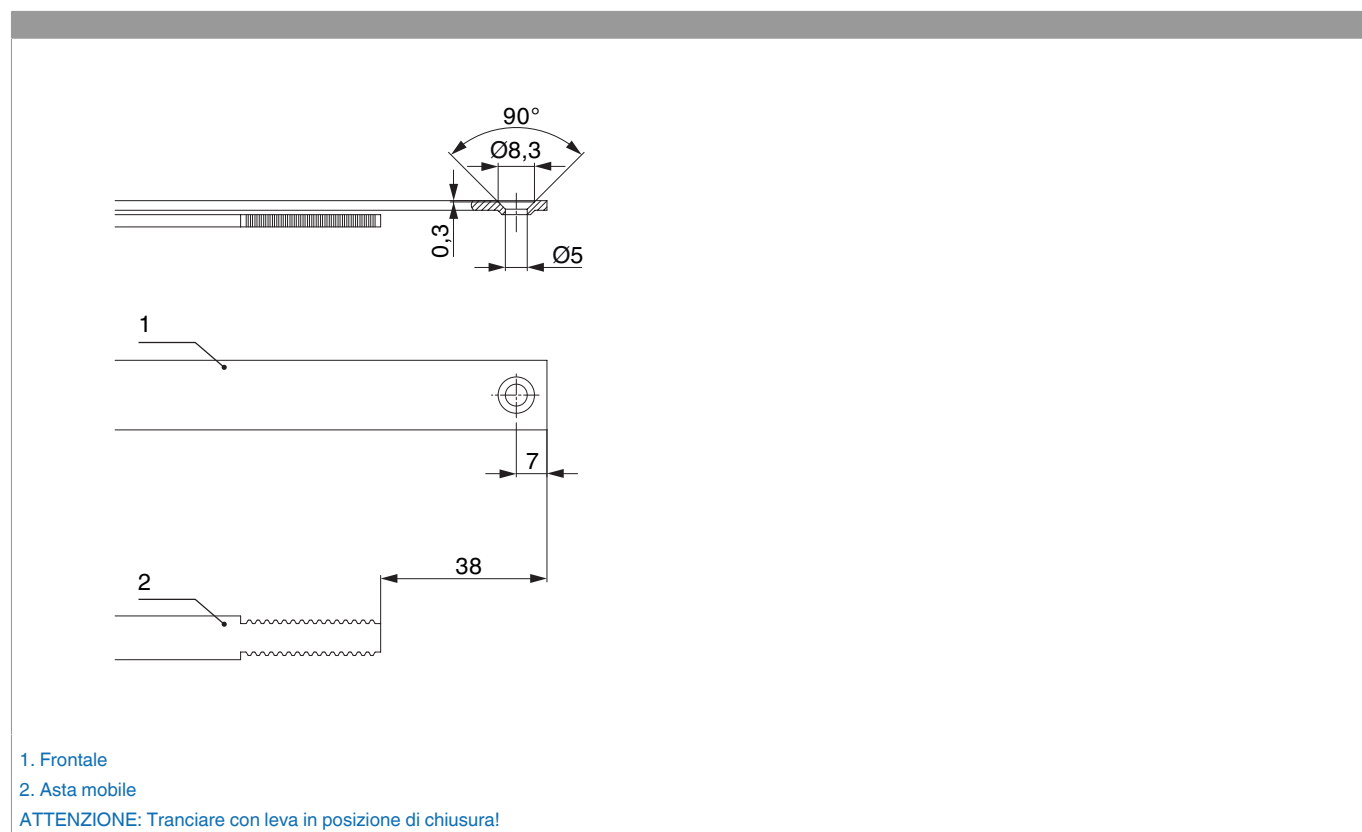 90°
Ø8,3
0,3
Ø5
1
7
38
2
1. Frontale
2. Asta mobile
ATTENZIONE: Tranciare con leva in posizione di chiusura!